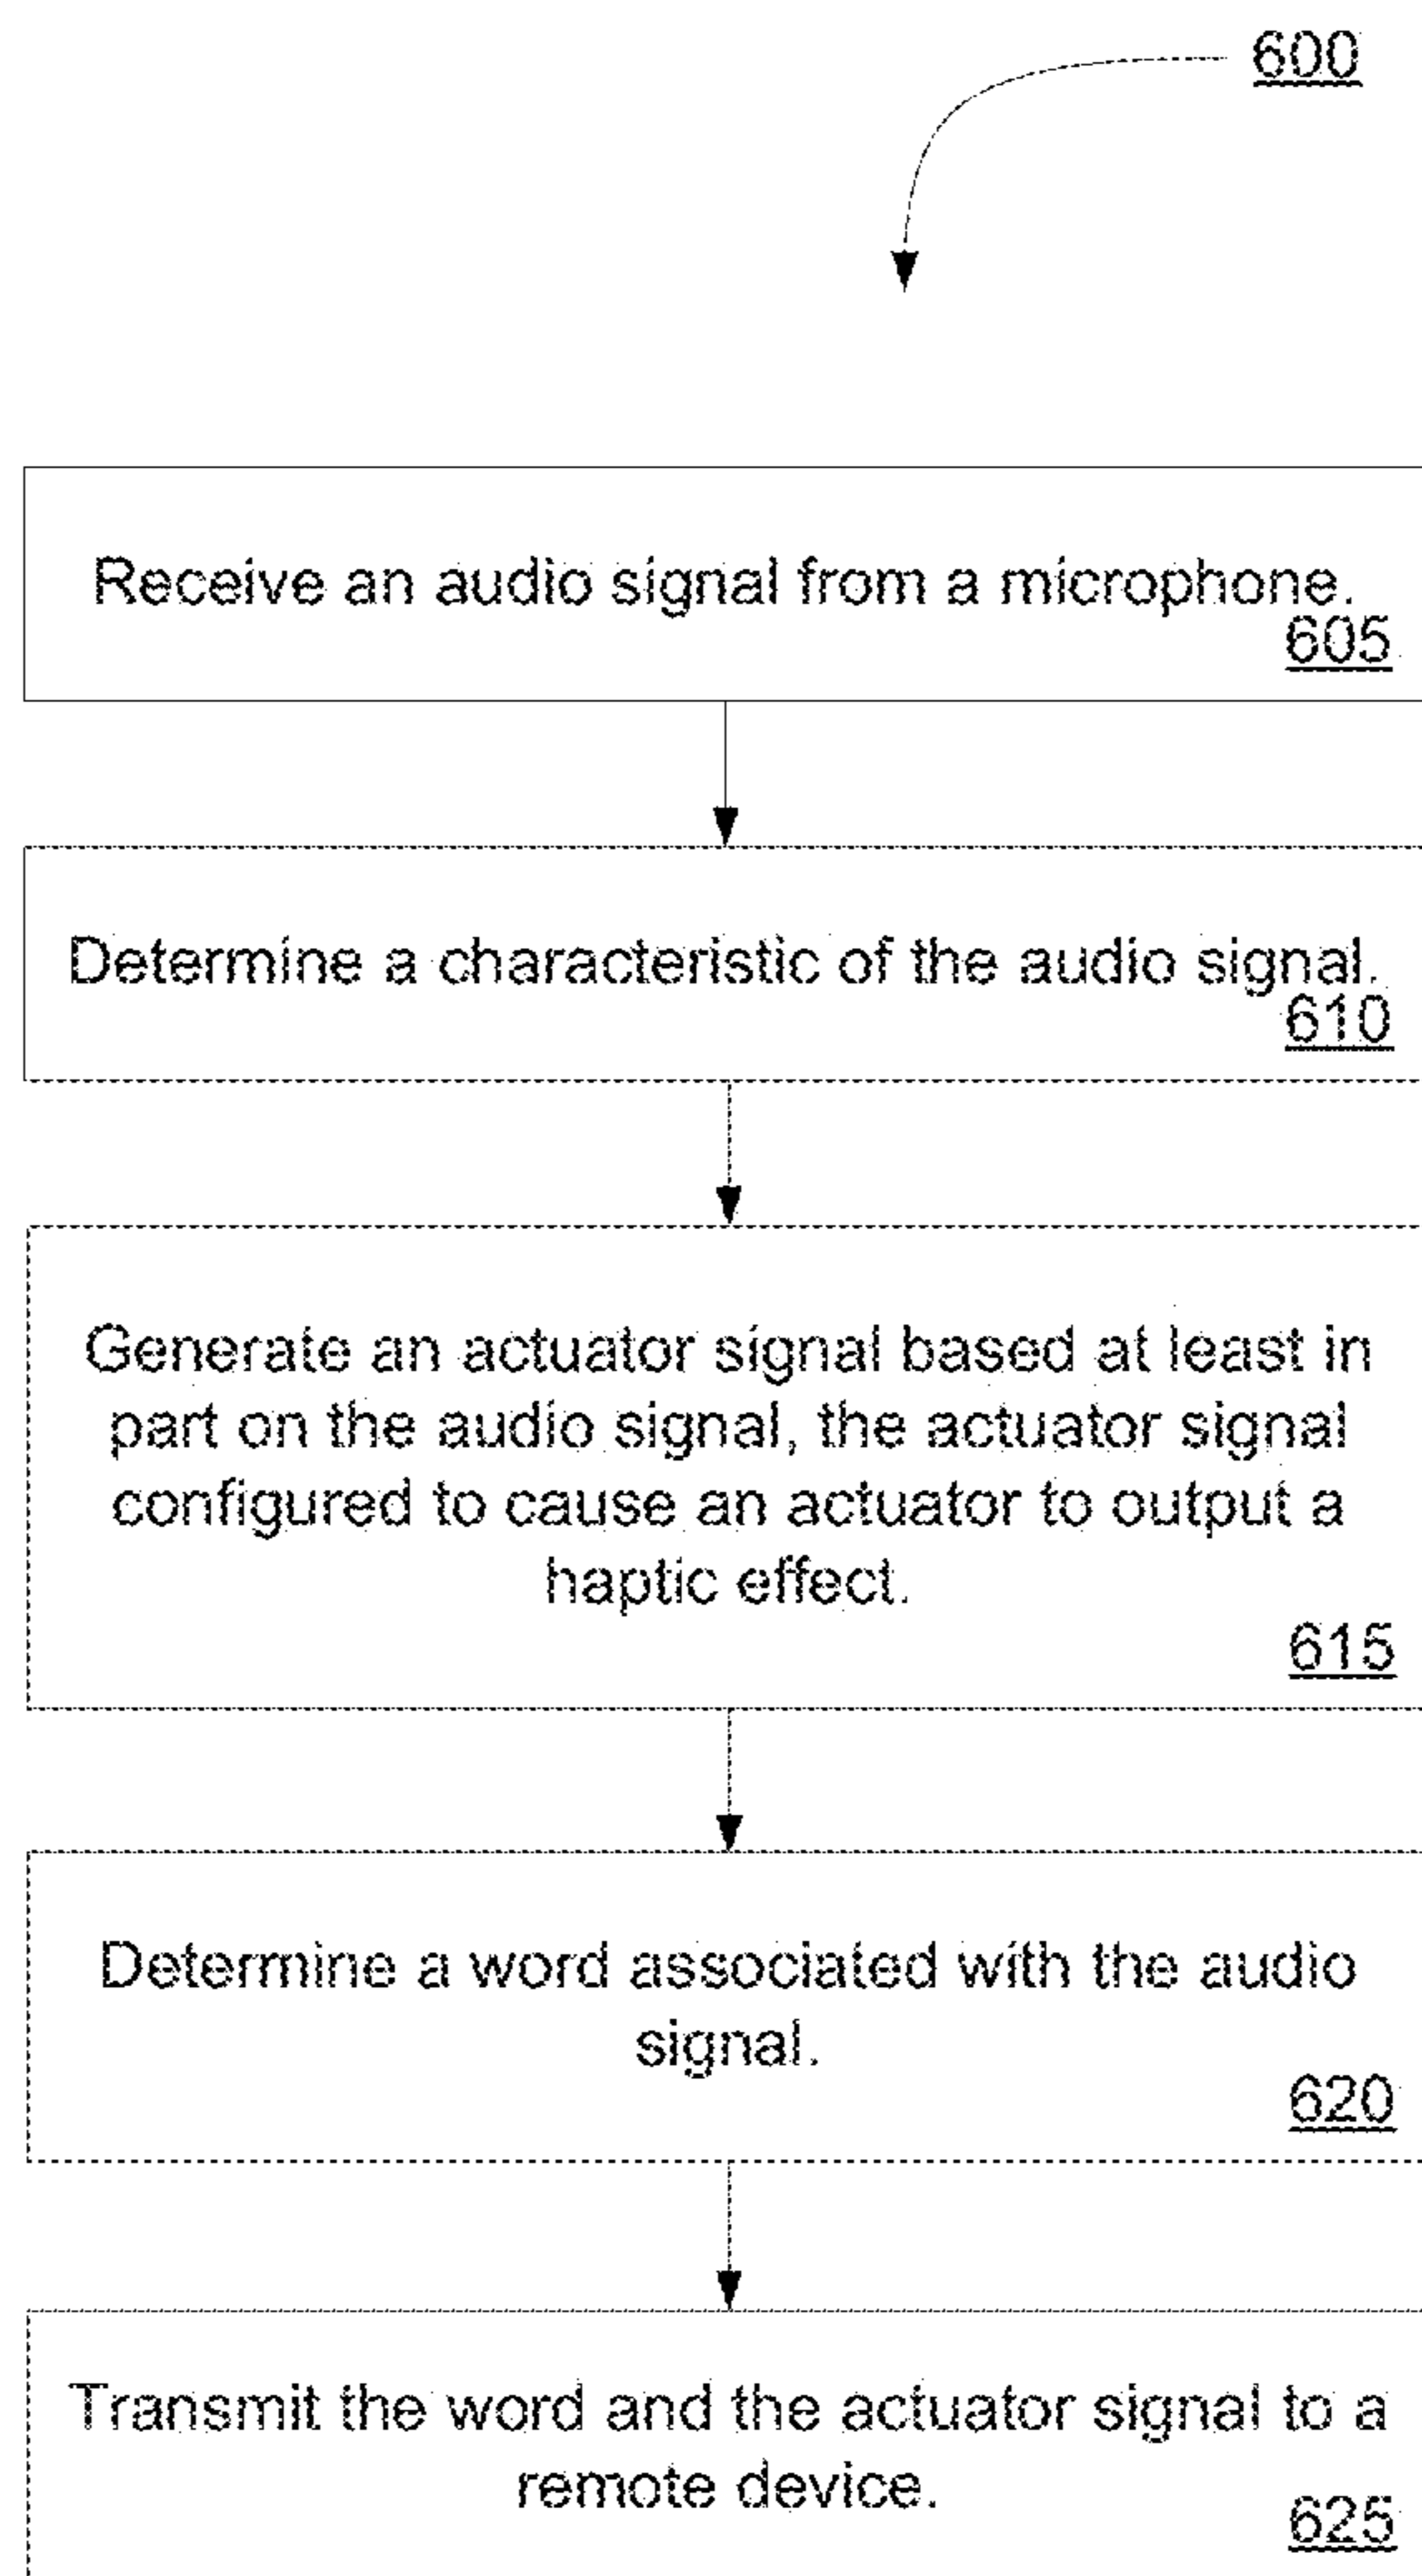 600
Receive an audio signal from a microphone.
605
Determine a characteristic of the audio signal.
610
Generate an actuator signal based at least in
part on the audio signal, the actuator signal
configured to cause an actuator to output a
haptic effect.
615
Determine a word associated with the audio
signal.
620
Transmit the word and the actuator signal to a
remote device.
625